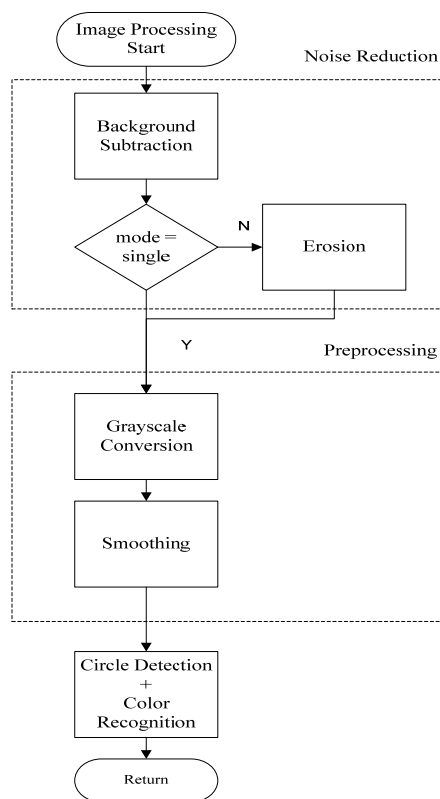 Image Processing
Start
Noise Reduction
Background
Subtraction
mode =
single
N
Erosion
Y
Preprocessing
Grayscale
Conversion
Smoothing
Circle Detection
+
Color
Recognition
Return